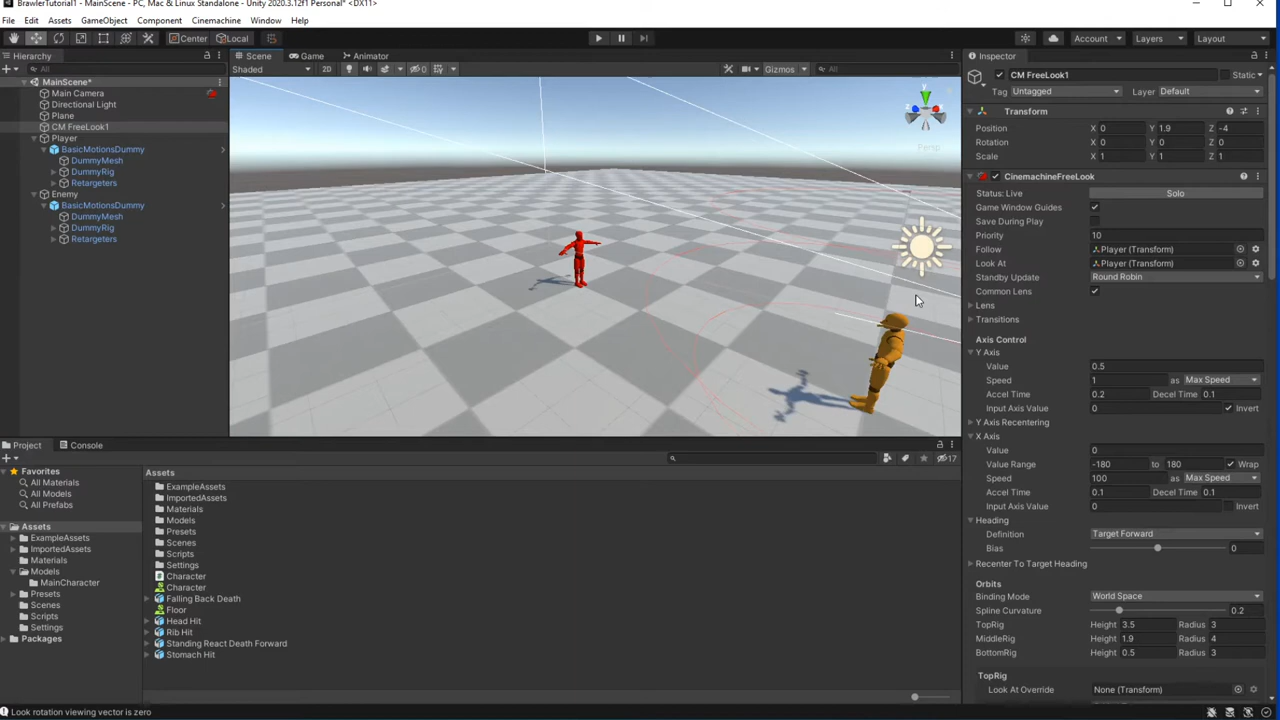 BrawlerTutorial1 - MainScene - PC, Mac & Linux Standalone - Unity 2020.3.12f1 Personal* <DX11>
File Edit Assets GameObject Component Cinemachine Window Help
Center Local Account Layers Layout
Hierarchy
All
MainScene*
Main Camera
Directional Light
Plane
CM FreeLook1
Player
BasicMotionsDummy
DummyMesh
DummyRig
Retargeters
Enemy
BasicMotionsDummy
DummyMesh
DummyRig
Retargeters
Scene Game Animator
Shaded 2D 0 Gizmos All
Persp
Inspector
CM FreeLook1 Static
Tag Untagged Layer Default
Transform
Position X 0 Y 1.9 Z -4
Rotation X 0 Y 0 Z 0
Scale X 1 Y 1 Z 1
CinemachineFreeLook
Status: Live Solo
Game Window Guides
Save During Play
Priority 10
Follow Player (Transform)
Look At Player (Transform)
Standby Update Round Robin
Common Lens
Lens
Transitions
Axis Control
Y Axis
Value 0.5
Speed 1 as Max Speed
Accel Time 0.2 Decel Time 0.1
Input Axis Value 0 Invert
Y Axis Recentering
X Axis
Value 0
Value Range -180 to 180 Wrap
Speed 100 as Max Speed
Accel Time 0.1 Decel Time 0.1
Input Axis Value 0 Invert
Heading
Definition Target Forward
Bias 0
Recenter To Target Heading
Orbits
Binding Mode World Space
Spline Curvature 0.2
TopRig Height 3.5 Radius 3
MiddleRig Height 1.9 Radius 4
BottomRig Height 0.5 Radius 3
TopRig
Look At Override None (Transform)
Project Console
17
Favorites
All Materials
All Models
All Prefabs
Assets
ExampleAssets
ImportedAssets
Materials
Models
MainCharacter
Presets
Scenes
Scripts
Settings
Packages
Assets
ExampleAssets
ImportedAssets
Materials
Models
Presets
Scenes
Scripts
Settings
Character
Character
Falling Back Death
Floor
Head Hit
Rib Hit
Standing React Death Forward
Stomach Hit
Look rotation viewing vector is zero